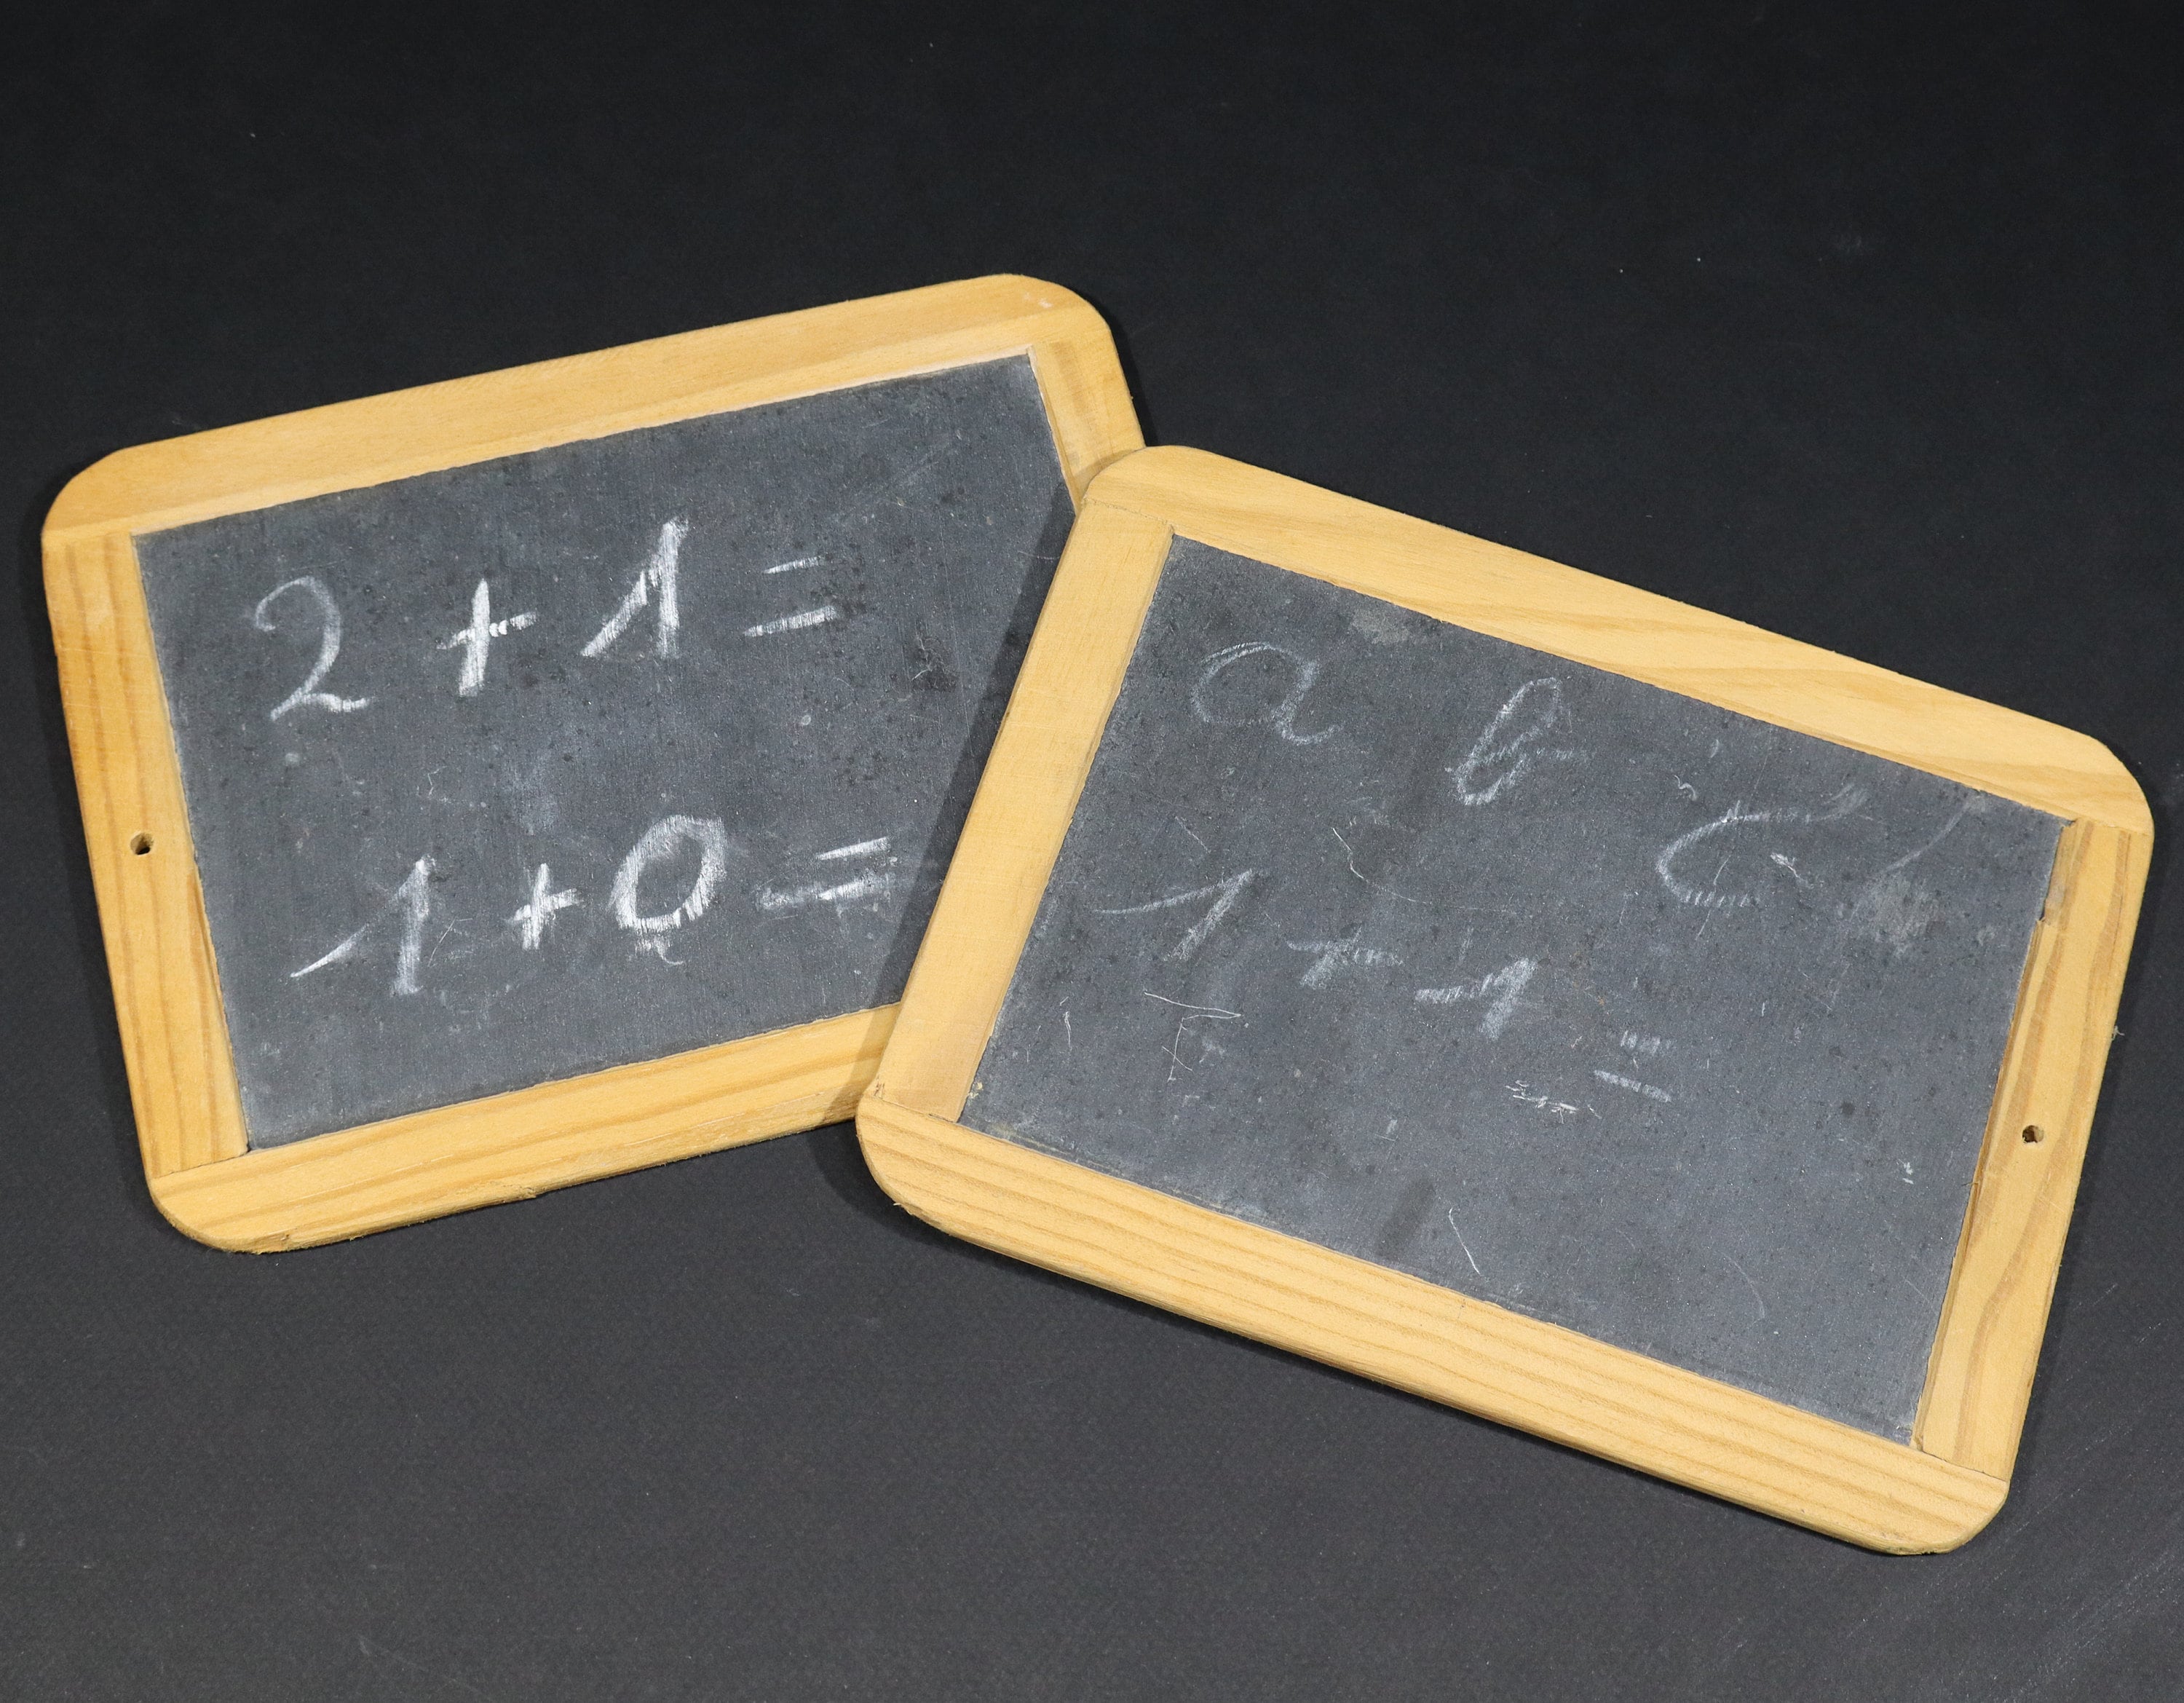 2 + 1 =
1 + 0 =
a b c
1 + 1 =